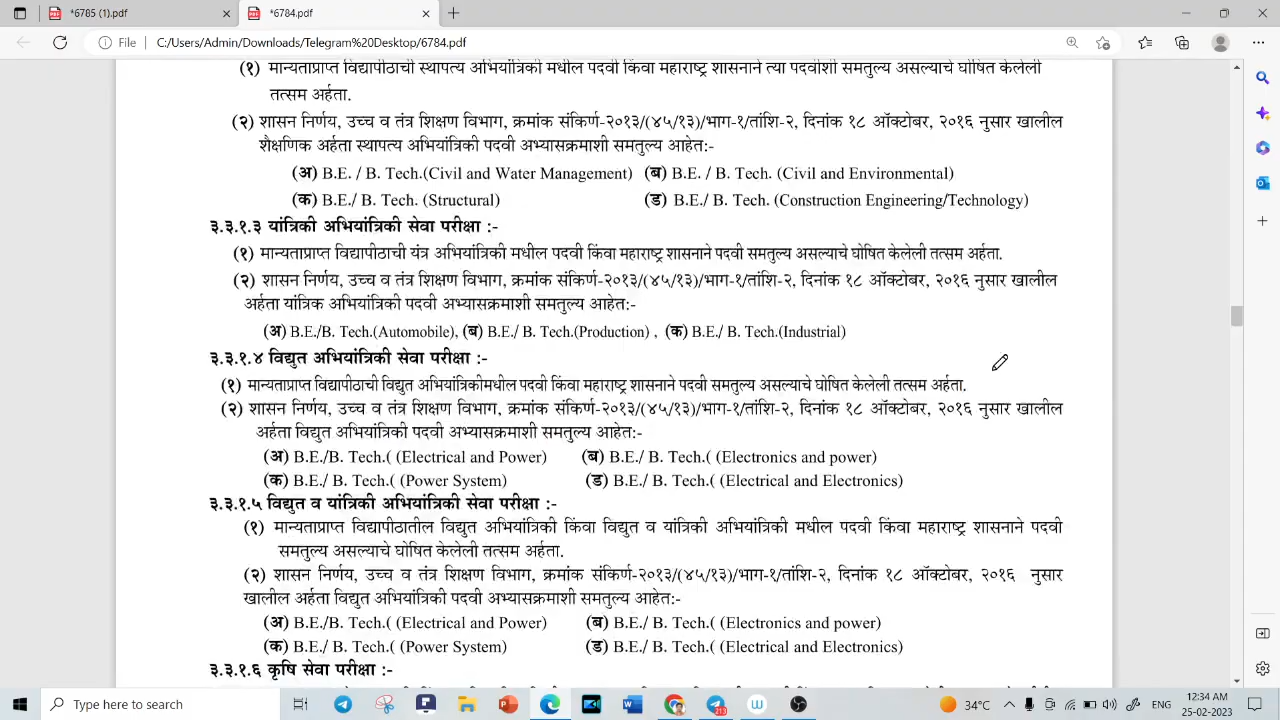 *6785 (1).pdf
*6784.pdf
File
C:/Users/Admin/Downloads/Telegram%20Desktop/6784.pdf
(१) मान्यताप्राप्त विद्यापीठाची स्थापत्य अभियांत्रिकी मधील पदवी किंवा महाराष्ट्र शासनाने त्या पदवीशी समतुल्य असल्याचे घोषित केलेली
तत्सम अर्हता.
(२) शासन निर्णय, उच्च व तंत्र शिक्षण विभाग, क्रमांक संकिर्ण-२०१३/(४५/१३)/भाग-१/तांशि-२, दिनांक १८ ऑक्टोबर, २०१६ नुसार खालील
शैक्षणिक अर्हता स्थापत्य अभियांत्रिकी पदवी अभ्यासक्रमाशी समतुल्य आहेत:-
(अ) B.E. / B. Tech.(Civil and Water Management) (ब) B.E. / B. Tech. (Civil and Environmental)
(क) B.E./ B. Tech. (Structural) (ड) B.E./ B. Tech. (Construction Engineering/Technology)
३.३.१.३ यांत्रिकी अभियांत्रिकी सेवा परीक्षा :-
(१) मान्यताप्राप्त विद्यापीठाची यंत्र अभियांत्रिकी मधील पदवी किंवा महाराष्ट्र शासनाने पदवी समतुल्य असल्याचे घोषित केलेली तत्सम अर्हता.
(२) शासन निर्णय, उच्च व तंत्र शिक्षण विभाग, क्रमांक संकिर्ण-२०१३/(४५/१३)/भाग-१/तांशि-२, दिनांक १८ ऑक्टोबर, २०१६ नुसार खालील
अर्हता यांत्रिक अभियांत्रिकी पदवी अभ्यासक्रमाशी समतुल्य आहेत:-
(अ) B.E./B. Tech.(Automobile), (ब) B.E./ B. Tech.(Production) , (क) B.E./ B. Tech.(Industrial)
३.३.१.४ विद्युत अभियांत्रिकी सेवा परीक्षा :-
(१) मान्यताप्राप्त विद्यापीठाची विद्युत अभियांत्रिकीमधील पदवी किंवा महाराष्ट्र शासनाने पदवी समतुल्य असल्याचे घोषित केलेली तत्सम अर्हता.
(२) शासन निर्णय, उच्च व तंत्र शिक्षण विभाग, क्रमांक संकिर्ण-२०१३/(४५/१३)/भाग-१/तांशि-२, दिनांक १८ ऑक्टोबर, २०१६ नुसार खालील
अर्हता विद्युत अभियांत्रिकी पदवी अभ्यासक्रमाशी समतुल्य आहेत:-
(अ) B.E./B. Tech.( (Electrical and Power) (ब) B.E./ B. Tech.( (Electronics and power)
(क) B.E./ B. Tech.( (Power System) (ड) B.E./ B. Tech.( (Electrical and Electronics)
३.३.१.५ विद्युत व यांत्रिकी अभियांत्रिकी सेवा परीक्षा :-
(१) मान्यताप्राप्त विद्यापीठातील विद्युत अभियांत्रिकी किंवा विद्युत व यांत्रिकी अभियांत्रिकी मधील पदवी किंवा महाराष्ट्र शासनाने पदवी
समतुल्य असल्याचे घोषित केलेली तत्सम अर्हता.
(२) शासन निर्णय, उच्च व तंत्र शिक्षण विभाग, क्रमांक संकिर्ण-२०१३/(४५/१३)/भाग-१/तांशि-२, दिनांक १८ ऑक्टोबर, २०१६ नुसार
खालील अर्हता विद्युत अभियांत्रिकी पदवी अभ्यासक्रमाशी समतुल्य आहेत:-
(अ) B.E./B. Tech.( (Electrical and Power) (ब) B.E./ B. Tech.( (Electronics and power)
(क) B.E./ B. Tech.( (Power System) (ड) B.E./ B. Tech.( (Electrical and Electronics)
३.३.१.६ कृषि सेवा परीक्षा :-
Type here to search
213
34°C
ENG
12:34 AM
25-02-2023